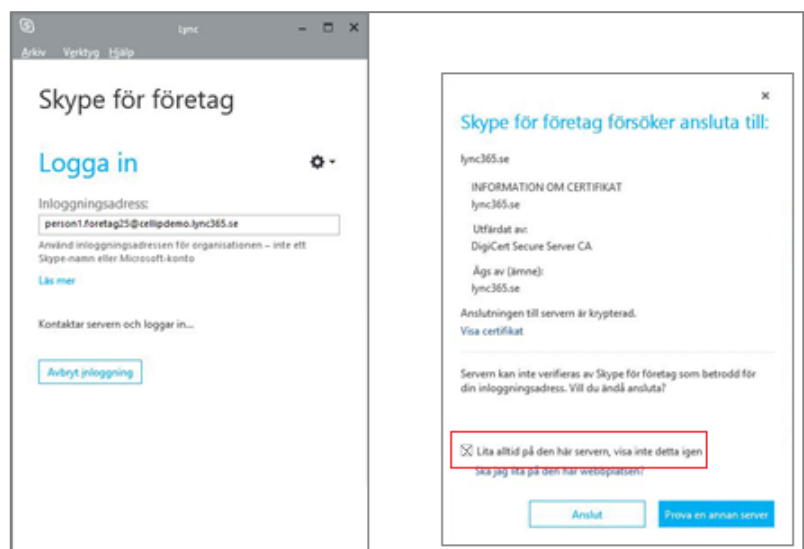 Lync
Arkiv Verktyg Hjälp
Skype för företag
Logga in
Inloggningsadress:
person1.foretag25@cellipdemo.lync365.se
Använd inloggningsadressen för organisationen – inte ett
Skype-namn eller Microsoft-konto
Läs mer
Kontaktar servern och loggar in...
Avbryt inloggning
Skype för företag försöker ansluta till:
lync365.se
INFORMATION OM CERTIFIKAT
lync365.se
Utfärdat av:
DigiCert Secure Server CA
Ägs av (ämne):
lync365.se
Anslutningen till servern är krypterad.
Visa certifikat
Servern kan inte verifieras av Skype för företag som betrodd för
din inloggningsadress. Vill du ändå ansluta?
Lita alltid på den här servern, visa inte detta igen
Ska jag lita på den här webbplatsen?
Anslut
Prova en annan server